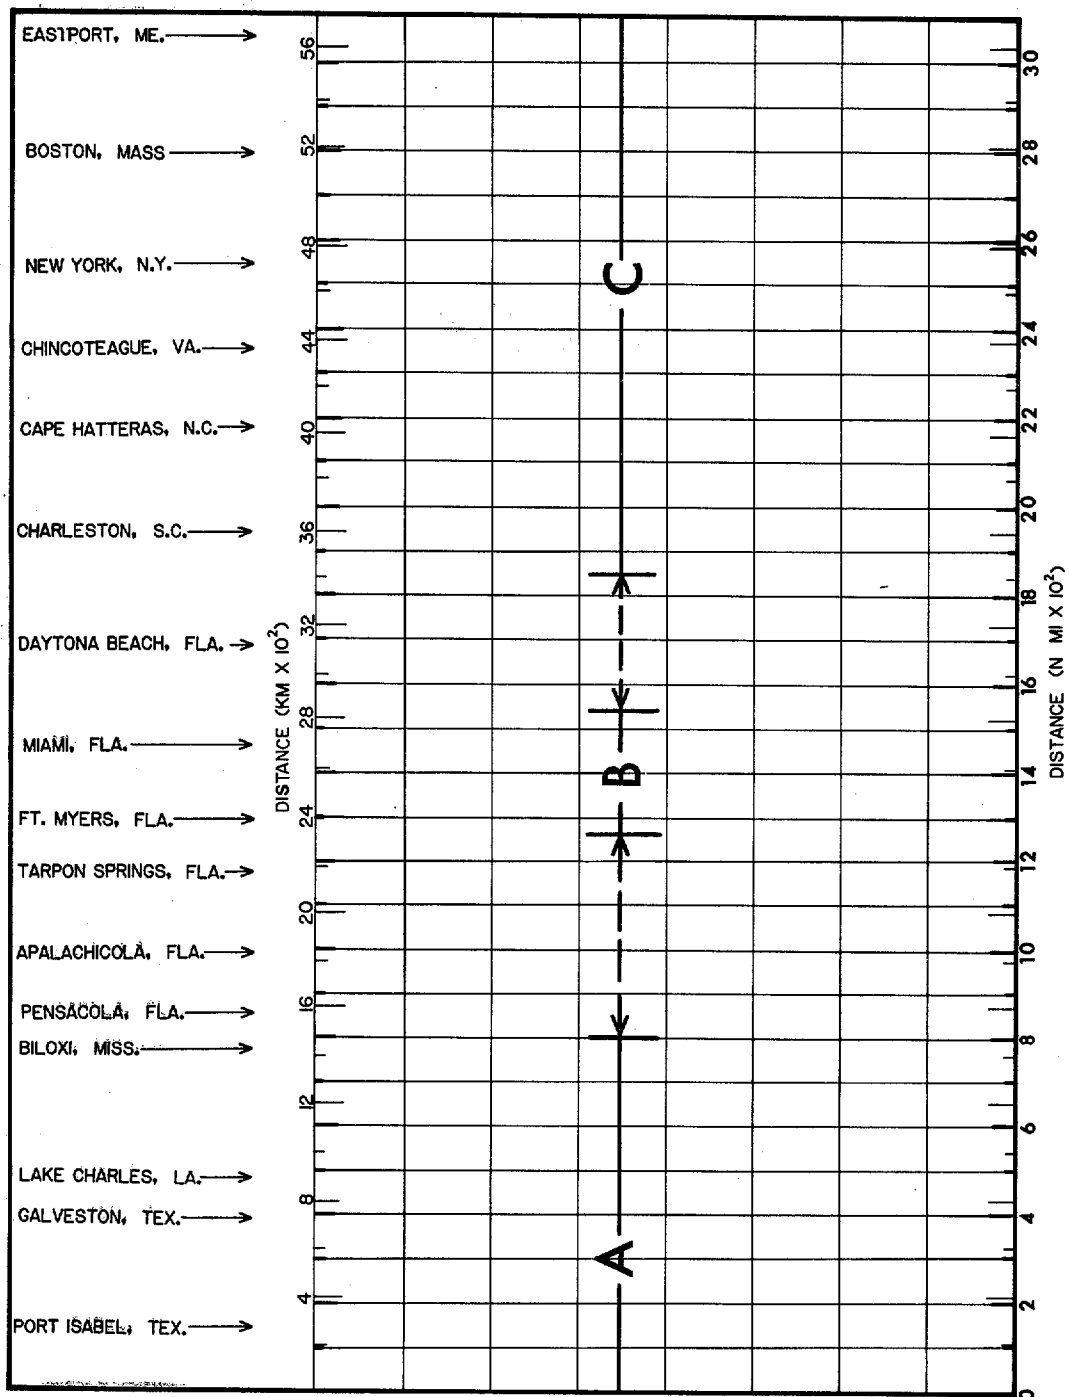 EASTPORT, ME.
BOSTON, MASS
NEW YORK, N.Y.
CHINCOTEAGUE, VA.
CAPE HATTERAS, N.C.
CHARLESTON, S.C.
DAYTONA BEACH, FLA.
MIAMI, FLA.
FT. MYERS, FLA.
TARPON SPRINGS, FLA.
APALACHICOLA, FLA.
PENSACOLA, FLA.
BILOXI, MISS.
LAKE CHARLES, LA.
GALVESTON, TEX.
PORT ISABEL, TEX.
DISTANCE (KM X 10²)
56
52
48
44
40
36
32
28
24
20
16
12
8
4
C
B
A
30
28
26
24
22
20
18
16
14
12
10
8
6
4
2
0
DISTANCE (N MI X 10²)